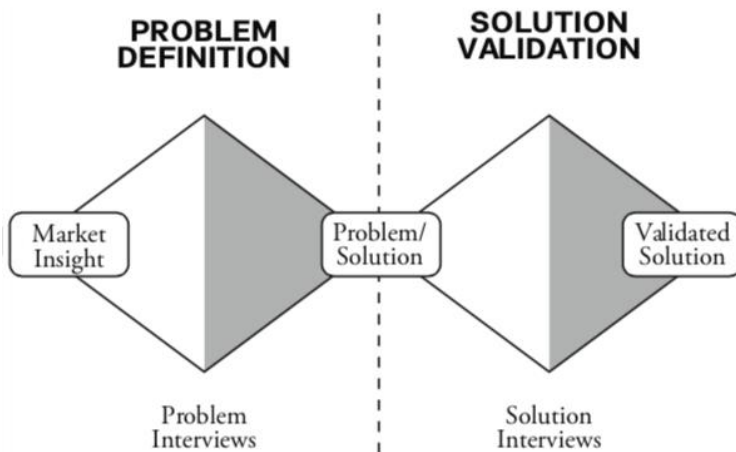 PROBLEM
DEFINITION
SOLUTION
VALIDATION
Market
Insight
Problem/
Solution
Validated
Solution
Problem
Interviews
Solution
Interviews